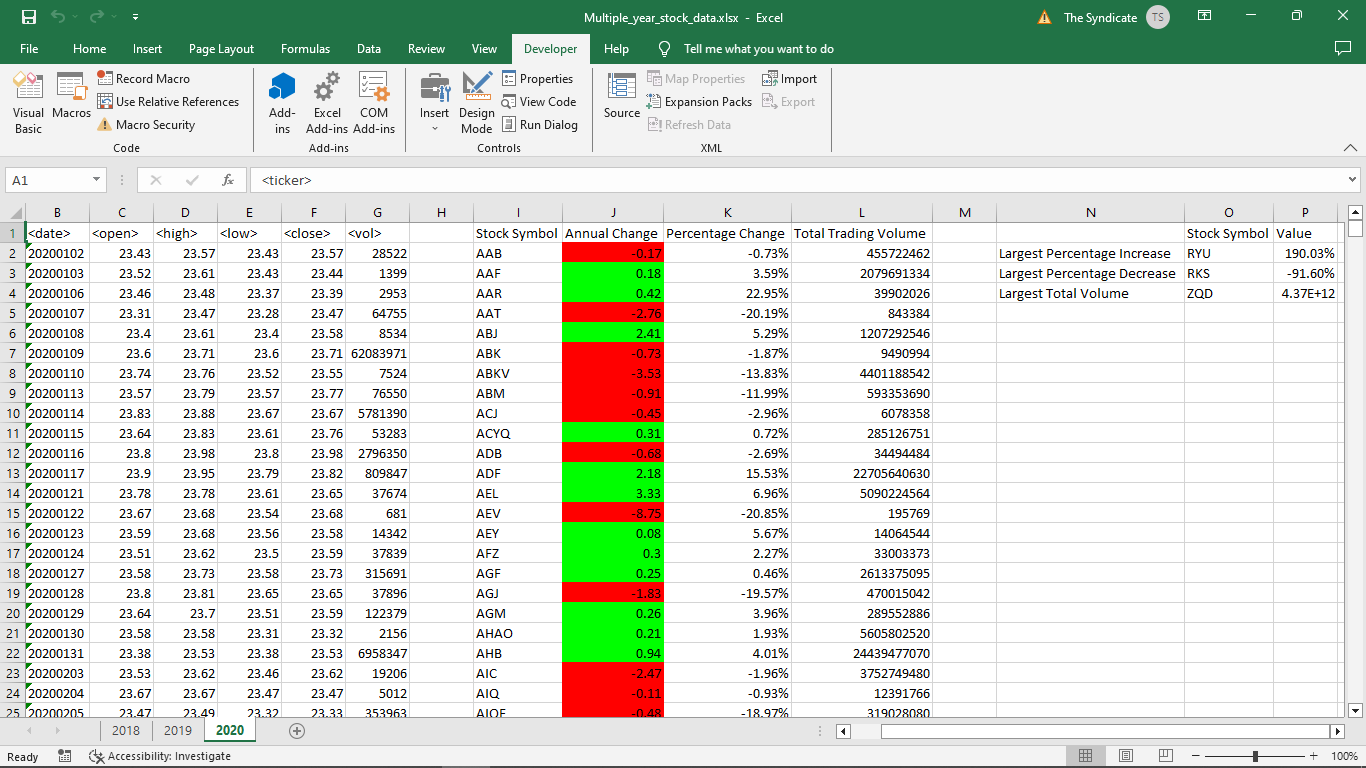 Multiple_year_stock_data.xlsx - Excel
The Syndicate TS
File Home Insert Page Layout Formulas Data Review View Developer Help Tell me what you want to do
Visual Basic
Macros
Record Macro
Use Relative References
Macro Security
Code
Add-ins
Excel Add-ins
COM Add-ins
Add-ins
Insert
Design Mode
Properties
View Code
Run Dialog
Controls
Source
Map Properties
Expansion Packs
Refresh Data
Import
Export
XML
A1 fx <ticker>
B C D E F G H I J K L M N O P
1 <date> <open> <high> <low> <close> <vol> Stock Symbol Annual Change Percentage Change Total Trading Volume Stock Symbol Value
2 20200102 23.43 23.57 23.43 23.57 28522 AAB -0.17 -0.73% 455722462 Largest Percentage Increase RYU 190.03%
3 20200103 23.52 23.61 23.43 23.44 1399 AAF 0.18 3.59% 2079691334 Largest Percentage Decrease RKS -91.60%
4 20200106 23.46 23.48 23.37 23.39 2953 AAR 0.42 22.95% 39902026 Largest Total Volume ZQD 4.37E+12
5 20200107 23.31 23.47 23.28 23.47 64755 AAT -2.76 -20.19% 843384
6 20200108 23.4 23.61 23.4 23.58 8534 ABJ 2.41 5.29% 1207292546
7 20200109 23.6 23.71 23.6 23.71 62083971 ABK -0.73 -1.87% 9490994
8 20200110 23.74 23.76 23.52 23.55 7524 ABKV -3.53 -13.83% 4401188542
9 20200113 23.57 23.79 23.57 23.77 76550 ABM -0.91 -11.99% 593353690
10 20200114 23.83 23.88 23.67 23.67 5781390 ACJ -0.45 -2.96% 6078358
11 20200115 23.64 23.83 23.61 23.76 53283 ACYQ 0.31 0.72% 285126751
12 20200116 23.8 23.98 23.8 23.98 2796350 ADB -0.68 -2.69% 34494484
13 20200117 23.9 23.95 23.79 23.82 809847 ADF 2.18 15.53% 22705640630
14 20200121 23.78 23.78 23.61 23.65 37674 AEL 3.33 6.96% 5090224564
15 20200122 23.67 23.68 23.54 23.68 681 AEV -8.75 -20.85% 195769
16 20200123 23.59 23.68 23.56 23.58 14342 AEY 0.08 5.67% 14064544
17 20200124 23.51 23.62 23.5 23.59 37839 AFZ 0.3 2.27% 33003373
18 20200127 23.58 23.73 23.58 23.73 315691 AGF 0.25 0.46% 2613375095
19 20200128 23.8 23.81 23.65 23.65 37896 AGJ -1.83 -19.57% 470015042
20 20200129 23.64 23.7 23.51 23.59 122379 AGM 0.26 3.96% 289552886
21 20200130 23.58 23.58 23.31 23.32 2156 AHAO 0.21 1.93% 5605802520
22 20200131 23.38 23.53 23.38 23.53 6958347 AHB 0.94 4.01% 24439477070
23 20200203 23.53 23.62 23.46 23.62 19206 AIC -2.47 -1.96% 3752749480
24 20200204 23.67 23.67 23.47 23.47 5012 AIQ -0.11 -0.93% 12391766
25 20200205 23.47 23.49 23.32 23.33 353963 AIOF -0.48 -18.97% 319028080
2018 2019 2020
Ready Accessibility: Investigate 100%